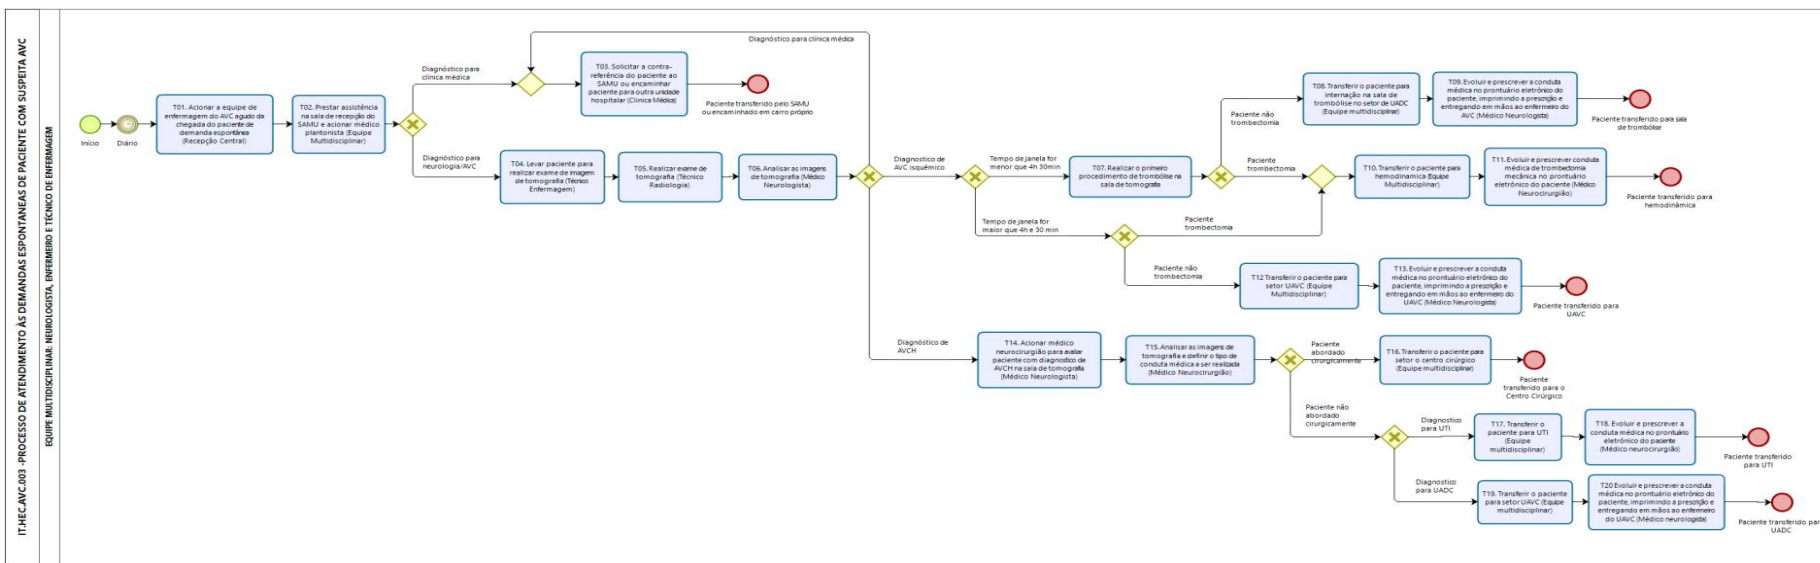 IT.HEC.AVC.003 -PROCESSO DE ATENDIMENTO ÀS DEMANDAS ESPONTANEAS DE PACIENTE COM SUSPEITA AVC
EQUIPE MULTIDISCIPLINAR: NEUROLOGISTA, ENFERMEIRO E TÉCNICO DE ENFERMAGEM
Início
Diário
T01. Acionar a equipe de
enfermagem do AVC agudo da
chegada do paciente de
demanda espontânea
(Recepção Central)
T02. Prestar assistência
na sala de recepção do
SAMU e acionar médico
plantonista (Equipe
Multidisciplinar)
Diagnóstico para
clínica médica
Diagnóstico para
neurologia/AVC
Diagnóstico para clínica médica
T03. Solicitar a contra-
referência do paciente ao
SAMU ou encaminhar
paciente para outra unidade
hospitalar (Clinica Médica)
Paciente transferido pelo SAMU
ou encaminhado em carro próprio
T04. Levar paciente para
realizar exame de imagem
de tomografia (Técnico
Enfermagem)
T05. Realizar exame de
tomografia (Técnico
Radiologia)
T06. Analisar as imagens
de tomografia (Médico
Neurologista)
Diagnostico de
AVC isquêmico
Tempo de janela for
menor que 4h 30min
T07. Realizar o primeiro
procedimento de trombólise na
sala de tomografa
Paciente não
trombectomia
T08. Transferir o paciente para
internação na sala de
trombólise no setor de UADC
(Equipe multidisciplinar)
T09. Evoluir e prescrever a conduta
médica no prontuário eletrônico do
paciente, imprimindo a prescrição e
entregando em mãos ao enfermeiro do
AVC (Médico Neurologista)
Paciente transferido para sala
de trombólise
Paciente
trombectomia
T10. Transferir o paciente para
hemodinamica (Equipe
Multidisciplinar)
T11. Evoluir e prescrever conduta
médica de trombectomia
mecânica no prontuário
eletrônico do paciente (Médico
Neurocirurgião)
Paciente transferido para
hemodinâmica
Tempo de janela for
maior que 4h e 30 min
Paciente
trombectomia
Paciente não
trombectomia
T12 Transferir o paciente para
setor UAVC (Equipe
Multidisciplinar)
T13. Evoluir e prescrever a conduta
médica no prontuário eletrônico do
paciente, imprimindo a prescrição e
entregando em mãos ao enfermeiro do
UAVC (Médico Neurologista)
Paciente transferido para
UAVC
Diagnóstico de
AVCH
T14. Acionar médico
neurocirurgião para avaliar
paciente com diagnostico de
AVCH na sala de tomografia
(Médico Neurologista)
T15. Analisar as imagens de
tomografia e definir o tipo de
conduta médica a ser realizada
(Médico Neurocirurgião)
Paciente
abordado
cirurgicamente
T16. Transferir o paciente para
setor o centro cirúrgico
(Equipe multidisciplinar)
Paciente
transferido para o
Centro Cirúrgico
Paciente não
abordado
cirurgicamente
Diagnostico
para UTI
T17. Transferir o
paciente para UTI
(Equipe
multidisciplinar)
T18. Evoluir e prescrever a
conduta médica no prontuário
eletrônico do paciente
(Médico neurocirurgião)
Paciente transferido
para UTI
Diagnostico
para UADC
T19. Transferir o paciente
para setor UAVC (Equipe
multidisciplinar)
T20 Evoluir e prescrever a conduta
médica no prontuário eletrônico do
paciente, imprimindo a prescrição e
entregando em mãos ao enfermeiro
do UAVC (Médico neurologista)
Paciente transferido par
UADC